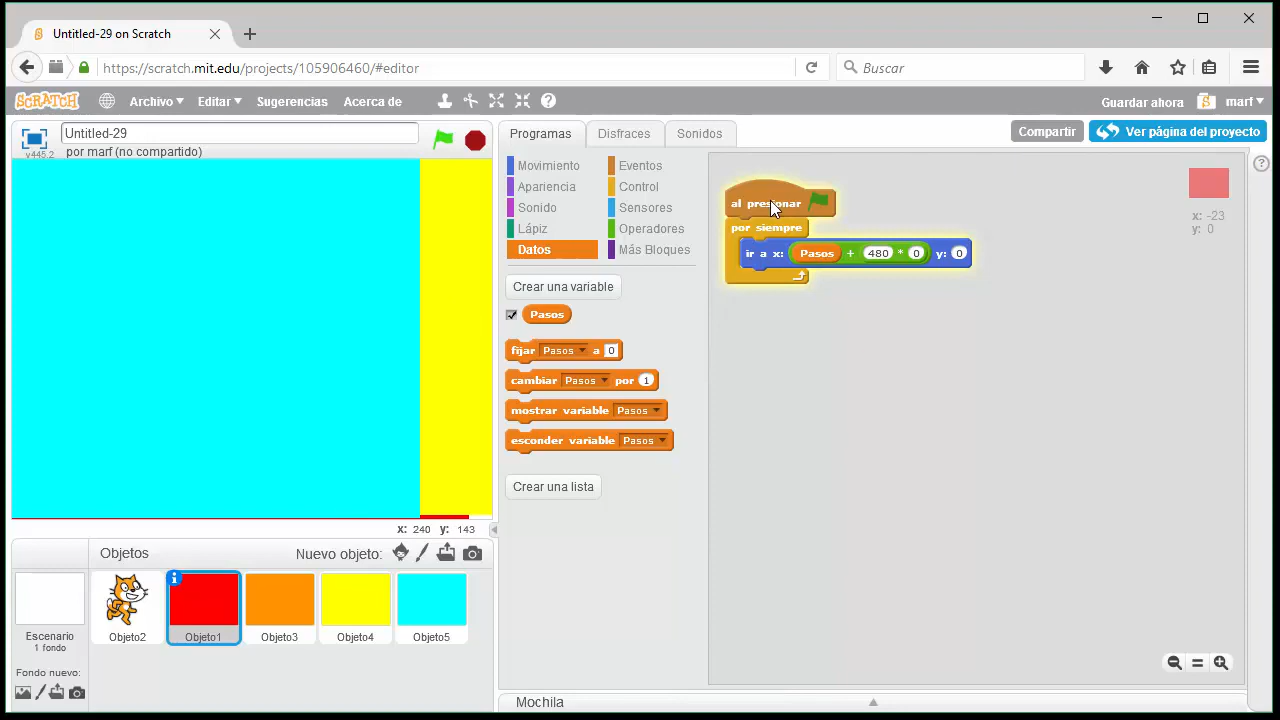 Untitled-29 on Scratch
https://scratch.mit.edu/projects/105906460/#editor
Buscar
SCRATCH
Archivo
Editar
Sugerencias
Acerca de
Guardar ahora
marf
Untitled-29
por marf (no compartido)
v445.2
Programas
Disfraces
Sonidos
Compartir
Ver página del proyecto
Movimiento
Eventos
Apariencia
Control
Sonido
Sensores
Lápiz
Operadores
Datos
Más Bloques
Crear una variable
Pasos
fijar Pasos a 0
cambiar Pasos por 1
mostrar variable Pasos
esconder variable Pasos
Crear una lista
al presionar
por siempre
ir a x: Pasos + 480 * 0 y: 0
x: -23
y: 0
x: 240 y: 143
Objetos
Nuevo objeto:
Escenario
1 fondo
Fondo nuevo:
Objeto2
Objeto1
Objeto3
Objeto4
Objeto5
Mochila